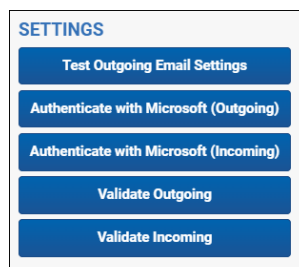 SETTINGS
Test Outgoing Email Settings
Authenticate with Microsoft (Outgoing)
Authenticate with Microsoft (Incoming)
Validate Outgoing
Validate Incoming